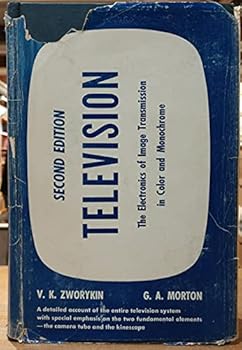 SECOND EDITION
TELEVISION
The Electronics of Image Transmission
in Color and Monochrome
V. K. ZWORYKIN G. A. MORTON
A detailed account of the entire television system
with special emphasis on the two fundamental elements
—the camera tube and the kinescope